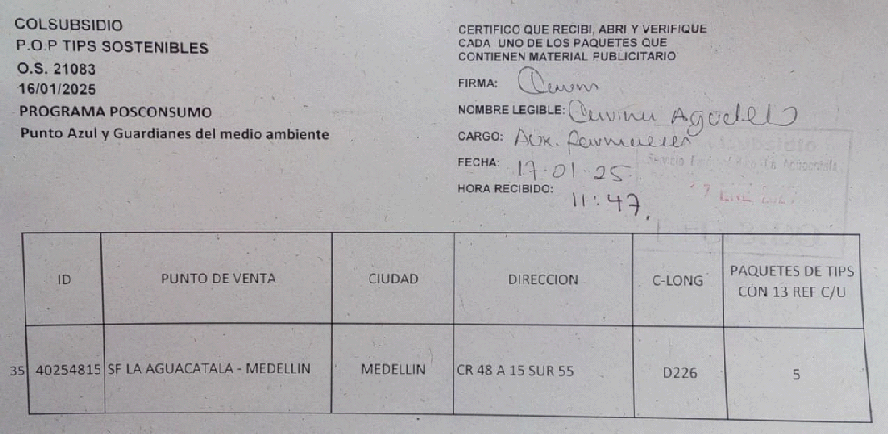 COLSUBSIDIO
P.O.P TIPS SOSTENIBLES
O.S. 21083
16/01/2025
PROGRAMA POSCONSUMO
Punto Azul y Guardianes del medio ambiente
CERTIFICO QUE RECIBI, ABRI Y VERIFIQUE
CADA UNO DE LOS PAQUETES QUE
CONTIENEN MATERIAL PUBLICITARIO
FIRMA:
NOMBRE LEGIBLE: Agudelo
CARGO: Aux.
FECHA: 17.01.25
HORA RECIBIDO: 11:47.
ID PUNTO DE VENTA CIUDAD DIRECCION C-LONG PAQUETES DE TIPS
CON 13 REF C/U
35 40254815 SF LA AGUACATALA - MEDELLIN MEDELLIN CR 48 A 15 SUR 55 D226 5